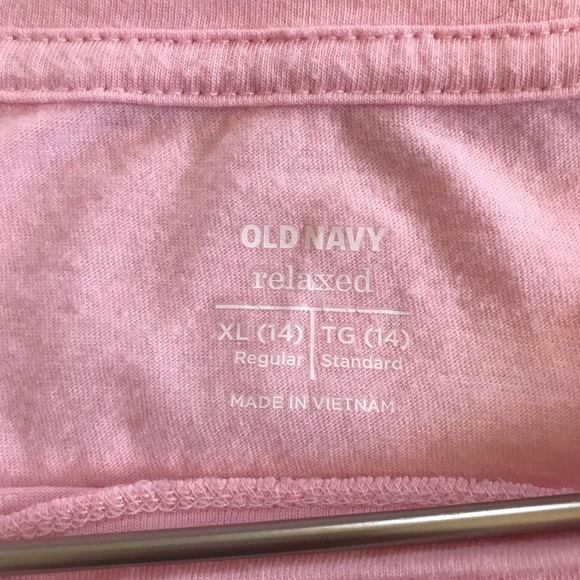 OLD NAVY
relaxed
XL (14) TG (14)
Regular Standard
MADE IN VIETNAM